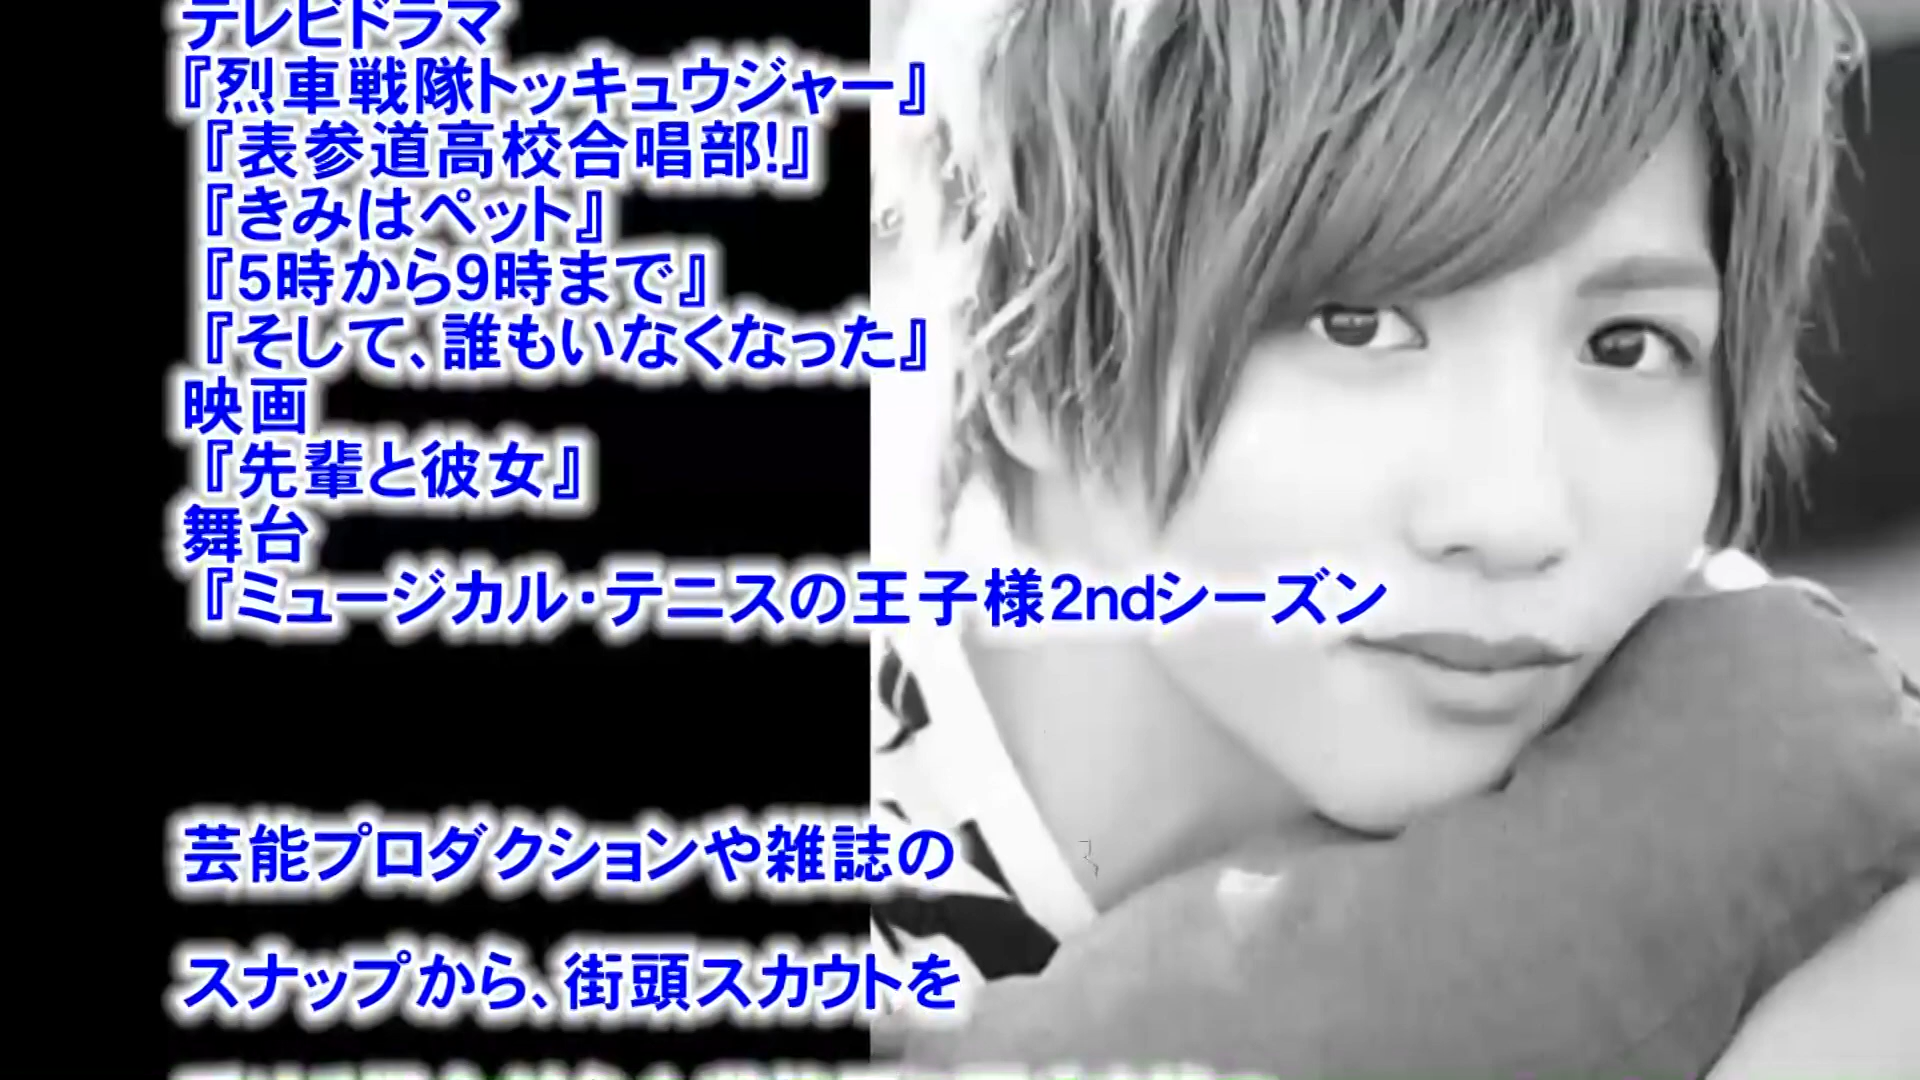 テレビドラマ
『烈車戦隊トッキュウジャー』
『表参道高校合唱部!』
『きみはペット』
『5時から9時まで』
『そして、誰もいなくなった』
映画
『先輩と彼女』
舞台
『ミュージカル・テニスの王子様2ndシーズン
芸能プロダクションや雑誌の
スナップから、街頭スカウトを